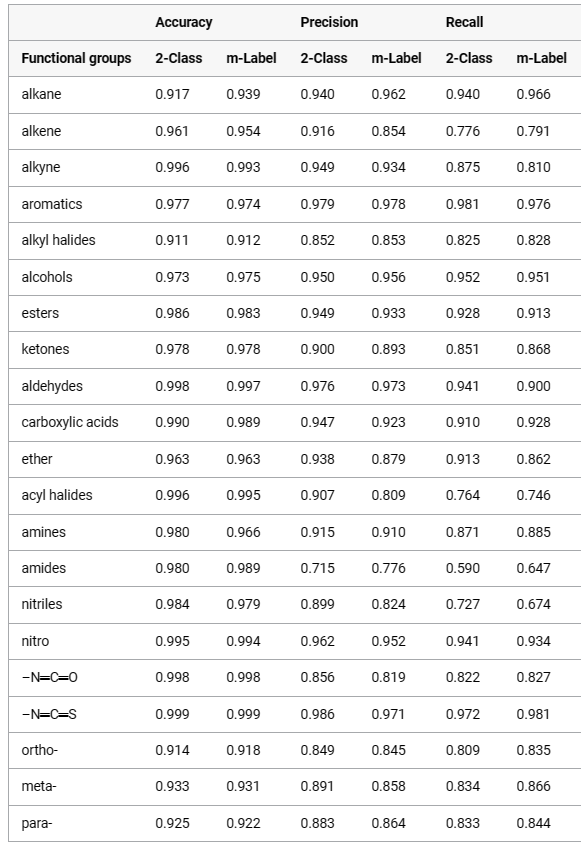 Accuracy Precision Recall
Functional groups 2-Class m-Label 2-Class m-Label 2-Class m-Label
alkane 0.917 0.939 0.940 0.962 0.940 0.966
alkene 0.961 0.954 0.916 0.854 0.776 0.791
alkyne 0.996 0.993 0.949 0.934 0.875 0.810
aromatics 0.977 0.974 0.979 0.978 0.981 0.976
alkyl halides 0.911 0.912 0.852 0.853 0.825 0.828
alcohols 0.973 0.975 0.950 0.956 0.952 0.951
esters 0.986 0.983 0.949 0.933 0.928 0.913
ketones 0.978 0.978 0.900 0.893 0.851 0.868
aldehydes 0.998 0.997 0.976 0.973 0.941 0.900
carboxylic acids 0.990 0.989 0.947 0.923 0.910 0.928
ether 0.963 0.963 0.938 0.879 0.913 0.862
acyl halides 0.996 0.995 0.907 0.809 0.764 0.746
amines 0.980 0.966 0.915 0.910 0.871 0.885
amides 0.980 0.989 0.715 0.776 0.590 0.647
nitriles 0.984 0.979 0.899 0.824 0.727 0.674
nitro 0.995 0.994 0.962 0.952 0.941 0.934
–N═C═O 0.998 0.998 0.856 0.819 0.822 0.827
–N═C═S 0.999 0.999 0.986 0.971 0.972 0.981
ortho- 0.914 0.918 0.849 0.845 0.809 0.835
meta- 0.933 0.931 0.891 0.858 0.834 0.866
para- 0.925 0.922 0.883 0.864 0.833 0.844